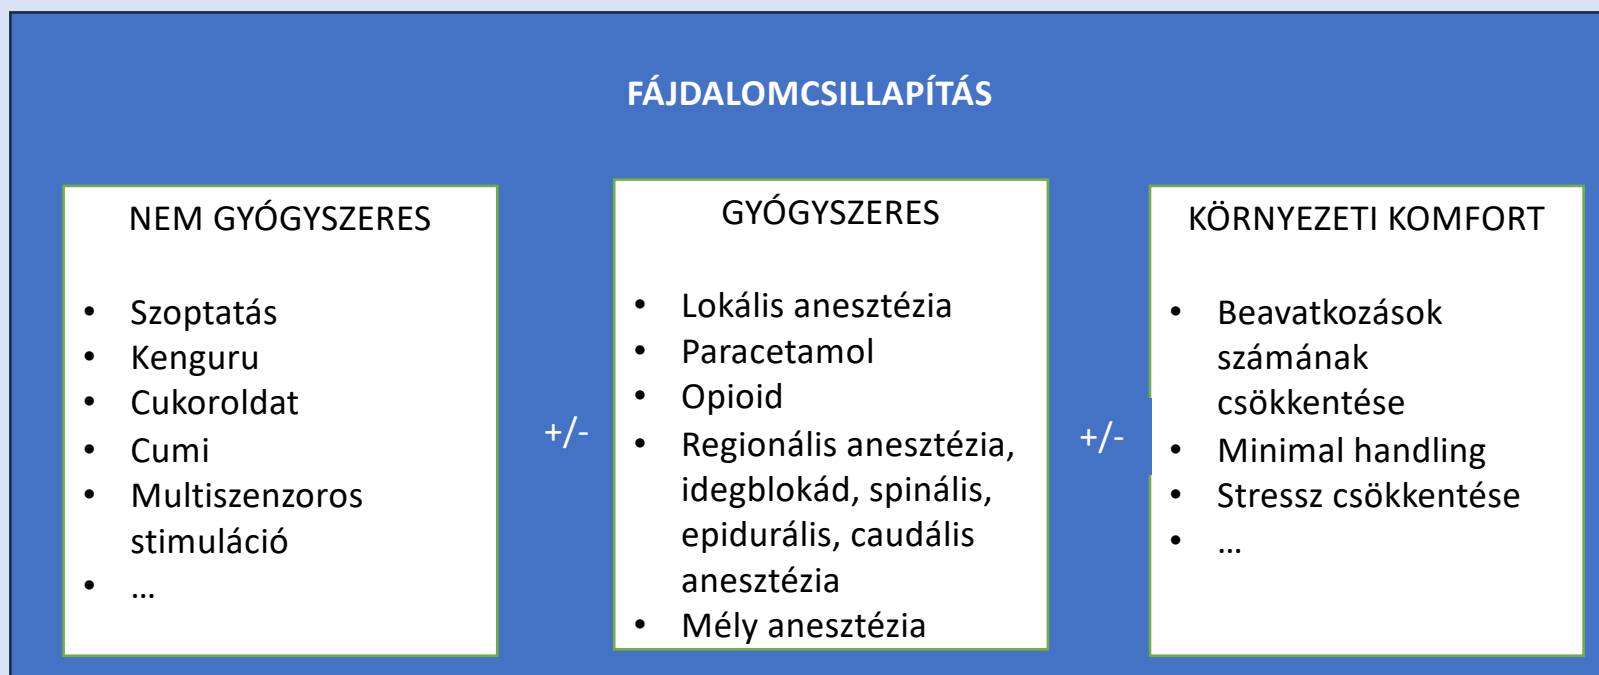 FÁJDALOMCSILLAPÍTÁS
NEM GYÓGYSZERES
• Szoptatás
• Kenguru
• Cukoroldat
• Cumi
• Multiszenzoros
stimuláció
• ...
+/-
GYÓGYSZERES
• Lokális anesztézia
• Paracetamol
• Opioid
• Regionális anesztézia,
idegblokád, spinális,
epidurális, caudális
anesztézia
• Mély anesztézia
+/-
KÖRNYEZETI KOMFORT
• Beavatkozások
számának
csökkentése
• Minimal handling
• Stressz csökkentése
• ...